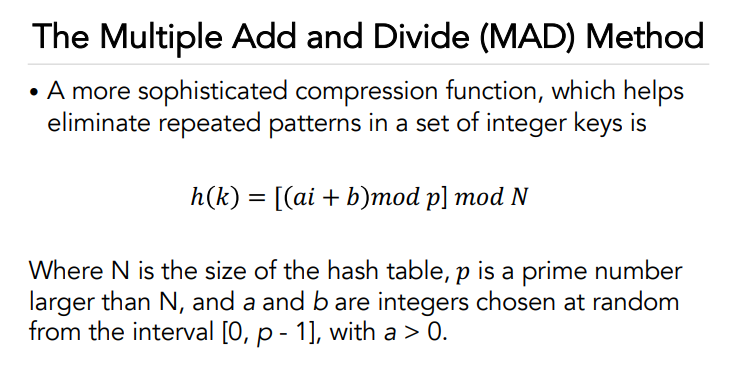 The Multiple Add and Divide (MAD) Method
• A more sophisticated compression function, which helps
eliminate repeated patterns in a set of integer keys is
h(k) = [(ai + b)mod p] mod N
Where N is the size of the hash table, p is a prime number
larger than N, and a and b are integers chosen at random
from the interval [0, p - 1], with a > 0.